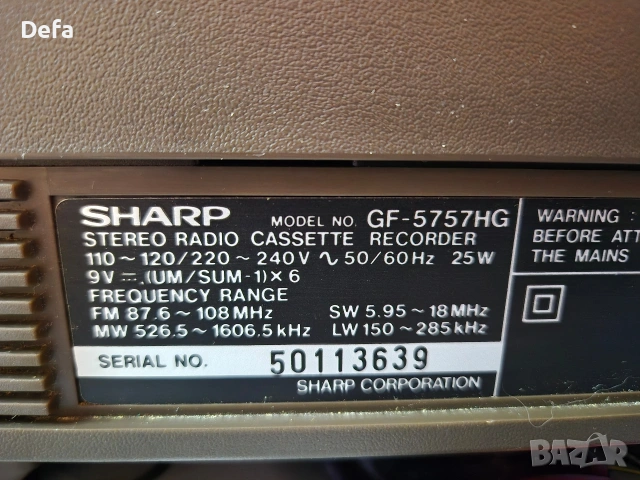 Defa
SHARP MODEL NO. GF-5757HG
STEREO RADIO CASSETTE RECORDER
110~120/220~240V ∿ 50/60Hz 25W
9V ⎓ (UM/SUM-1)×6
FREQUENCY RANGE
FM 87.6~108MHz SW 5.95~18MHz
MW 526.5~1606.5kHz LW 150~285kHz
SERIAL NO. 50113639
SHARP CORPORATION
WARNING :
BEFORE ATT
THE MAINS
BAZAR